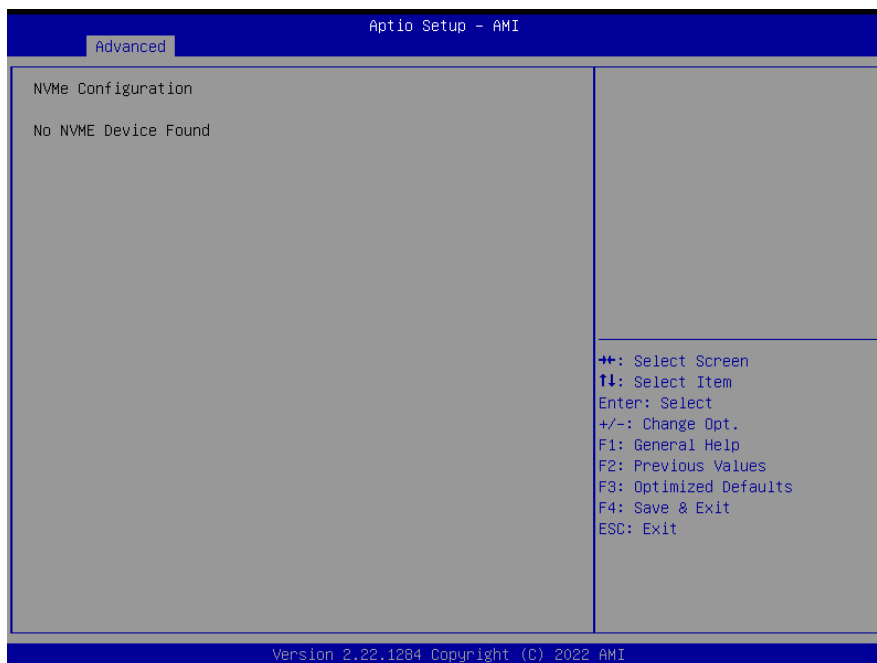 Aptio Setup – AMI
Advanced
NVMe Configuration
No NVME Device Found
→←: Select Screen
↑↓: Select Item
Enter: Select
+/-: Change Opt.
F1: General Help
F2: Previous Values
F3: Optimized Defaults
F4: Save & Exit
ESC: Exit
Version 2.22.1284 Copyright (C) 2022 AMI